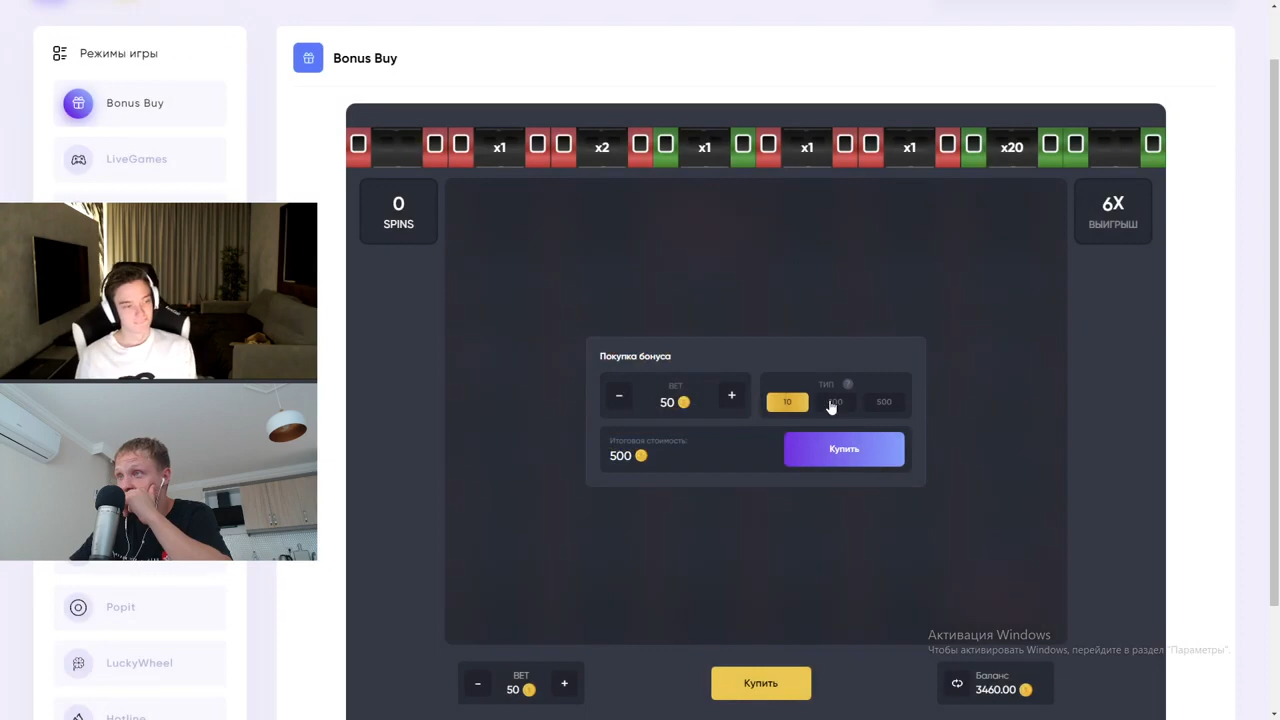 Режимы игры
Bonus Buy
Bonus Buy
LiveGames
x1
x2
x1
x1
x1
x20
0
SPINS
6X
ВЫИГРЫШ
Покупка бонуса
BET
50
ТИП
?
10
500
Итоговая стоимость:
500
Купить
Popit
LuckyWheel
Hotline
Активация Windows
Чтобы активировать Windows, перейдите в раздел "Параметры".
BET
50
Купить
Баланс
3460.00